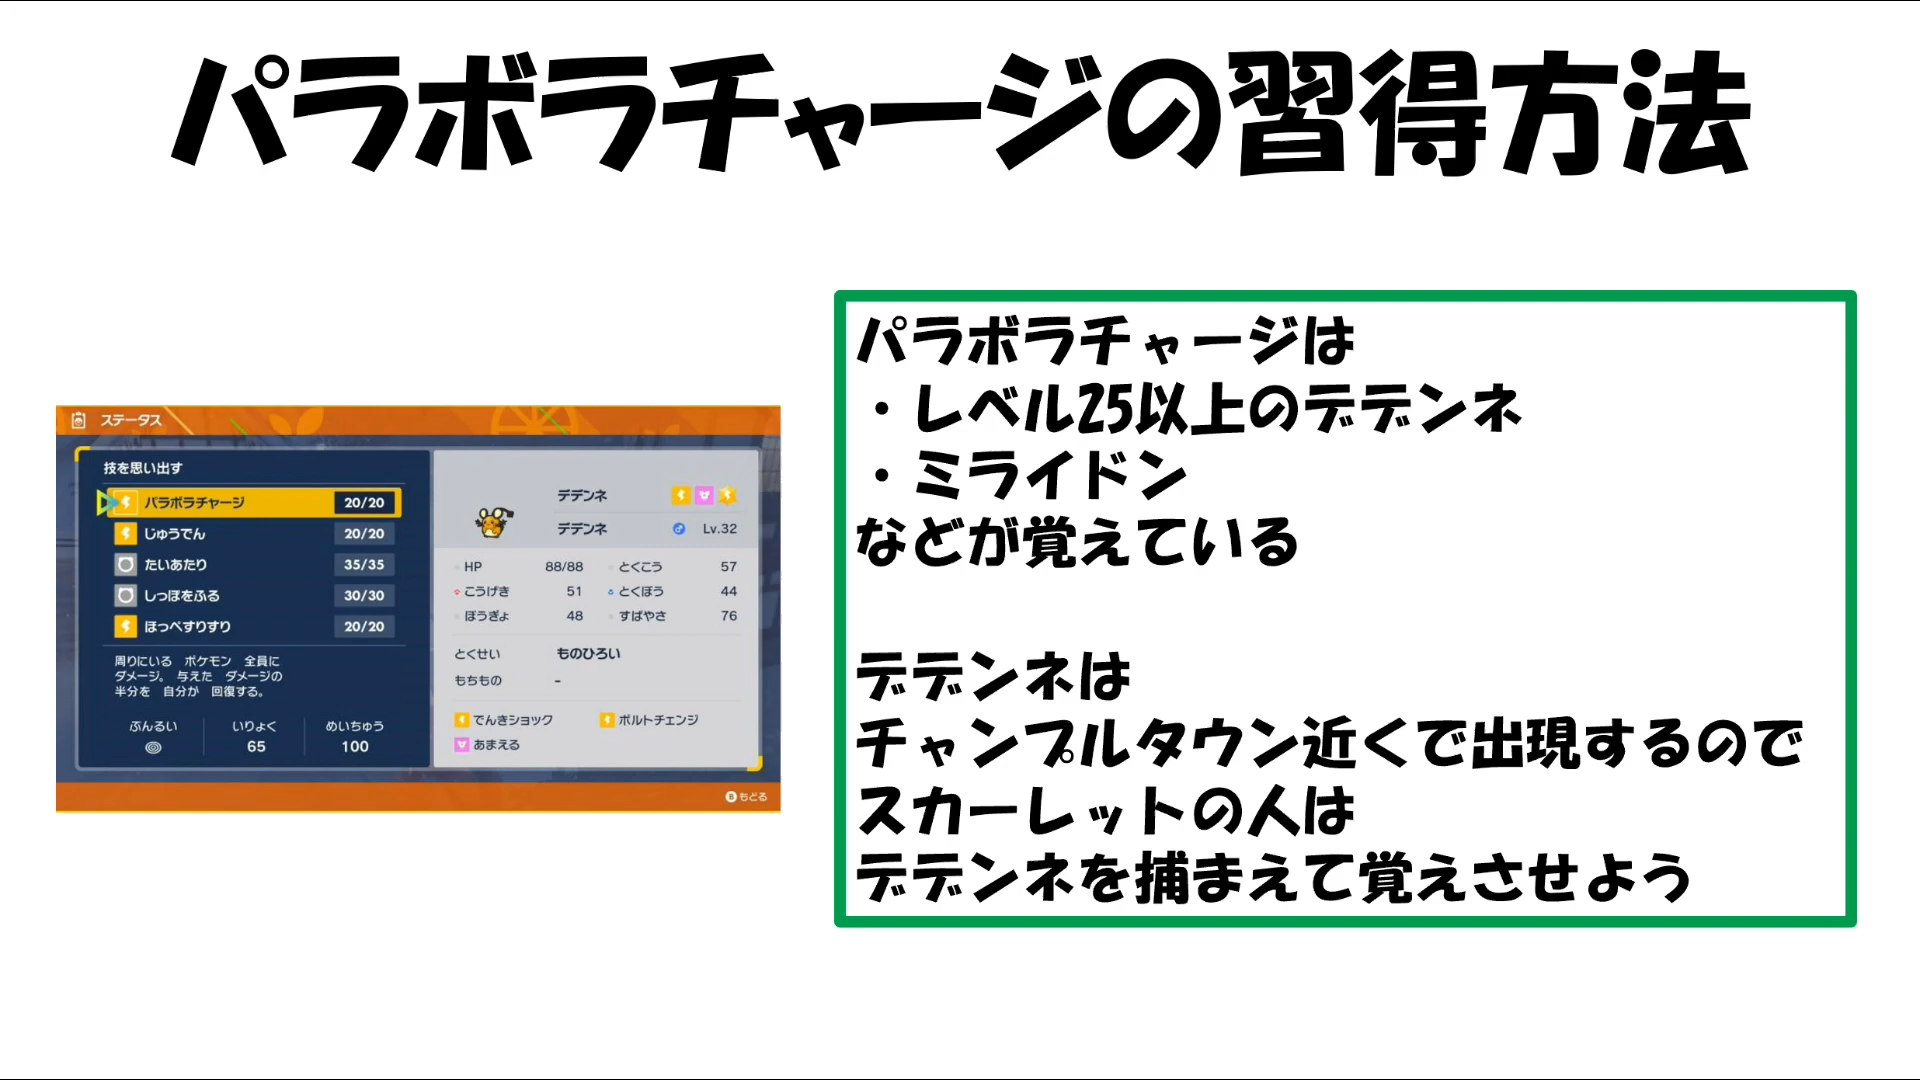 パラボラチャージの習得方法
ステータス
技を思い出す
パラボラチャージ 20/20
じゅうでん 20/20
たいあたり 35/35
しっぽをふる 30/30
ほっぺすりすり 20/20
周りにいる ポケモン 全員に
ダメージ。 与えた ダメージの
半分を 自分が 回復する。
ぶんるい いりょく めいちゅう
65 100
デデンネ
デデンネ Lv.32
HP 88/88 とくこう 57
こうげき 51 とくぼう 44
ぼうぎょ 48 すばやさ 76
とくせい ものひろい
もちもの -
でんきショック ボルトチェンジ
あまえる
B もどる
パラボラチャージは
・レベル25以上のデデンネ
・ミライドン
などが覚えている
デデンネは
チャンプルタウン近くで出現するので
スカーレットの人は
デデンネを捕まえて覚えさせよう